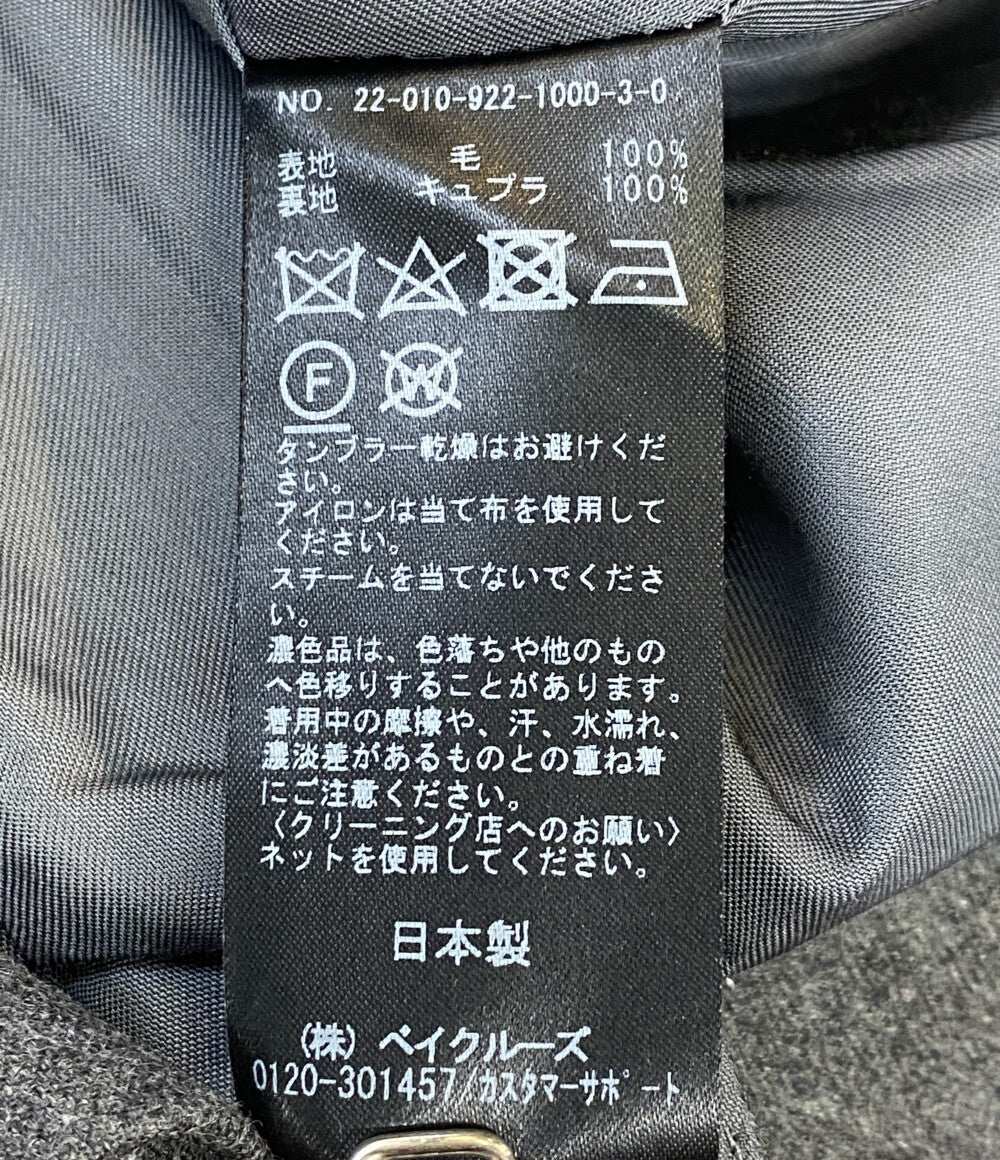 NO. 22-010-922-1000-3-0
表地 毛 100%
裏地 キュプラ 100%
F W
タンブラー乾燥はお避けくだ
さい。
アイロンは当て布を使用して
ください。
スチームを当てないでくださ
い。
濃色品は、色落ちや他のもの
へ色移りすることがあります。
着用中の摩擦や、汗、水濡れ、
濃淡差があるものとの重ね着
にご注意ください。
〈クリーニング店へのお願い〉
ネットを使用してください。
日本製
(株) ベイクルーズ
0120-301457/カスタマーサポート